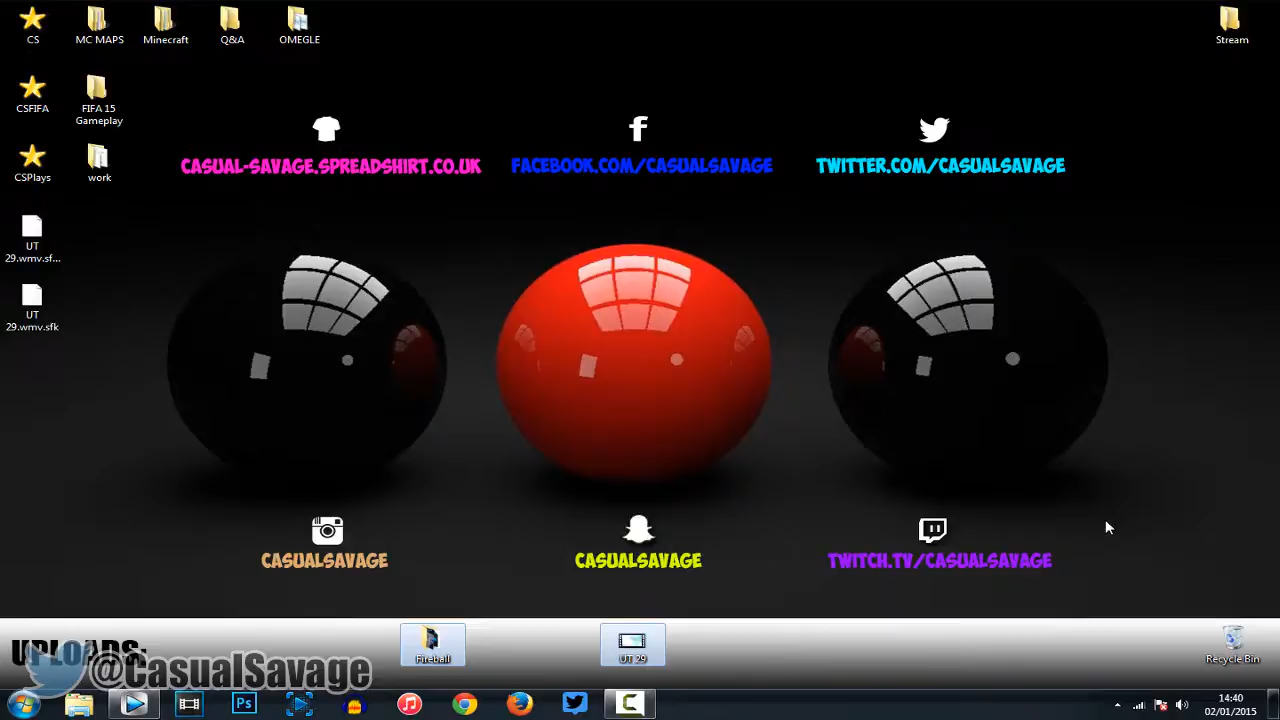 CS
MC MAPS
Minecraft
Q&A
OMEGLE
Stream
CSFIFA
FIFA 15
Gameplay
CSPlays
work
UT
29.wmv.sf...
UT
29.wmv.sfk
CASUAL-SAVAGE.SPREADSHIRT.CO.UK
FACEBOOK.COM/CASUALSAVAGE
TWITTER.COM/CASUALSAVAGE
CASUALSAVAGE
CASUALSAVAGE
TWITCH.TV/CASUALSAVAGE
UPLOADS:
Fireball
UT 29
Recycle Bin
@CasualSavage
Ps
14:40
02/01/2015